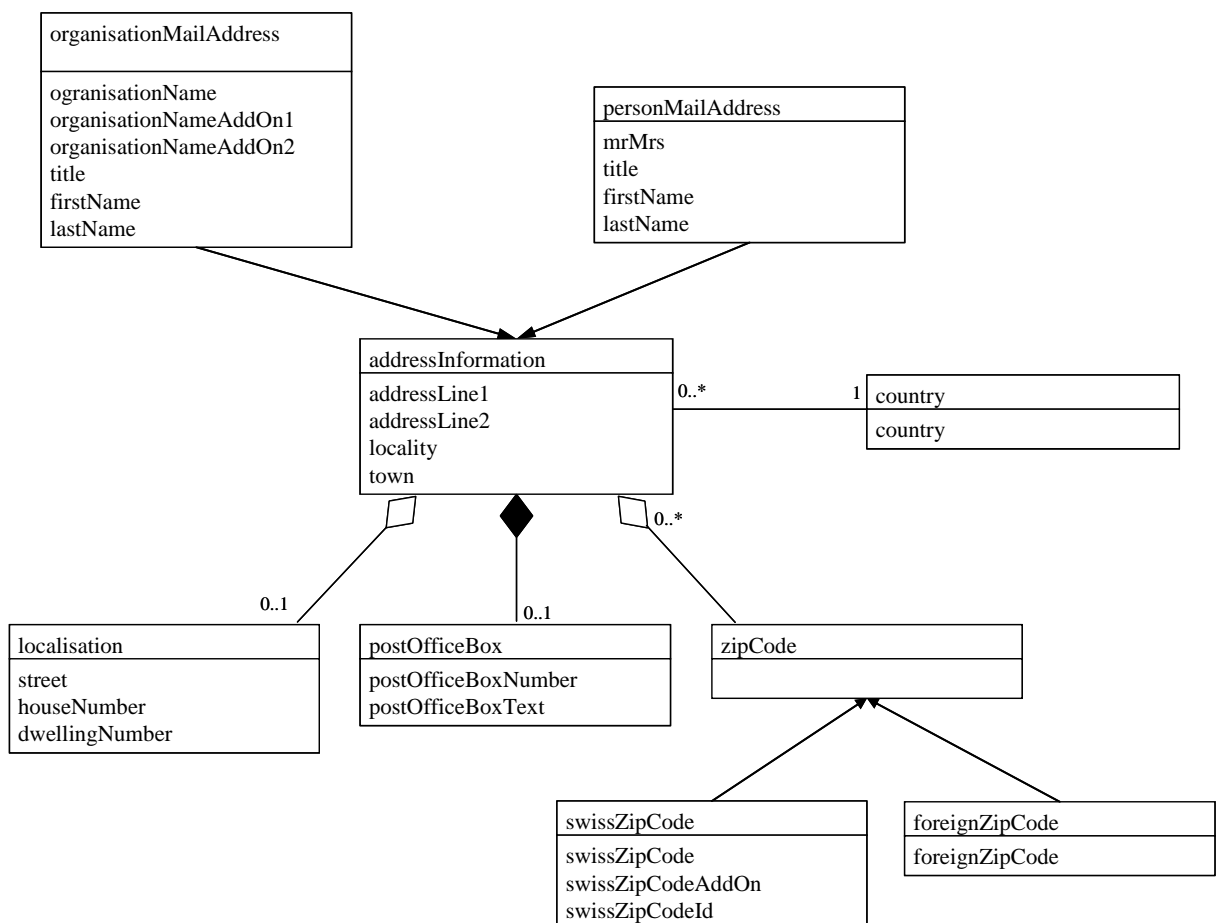 organisationMailAddress
ogranisationName
organisationNameAddOn1
organisationNameAddOn2
title
firstName
lastName
personMailAddress
mrMrs
title
firstName
lastName
addressInformation
addressLine1
addressLine2
locality
town
0..*
1
country
country
0..*
0..1
0..1
localisation
street
houseNumber
dwellingNumber
postOfficeBox
postOfficeBoxNumber
postOfficeBoxText
zipCode
swissZipCode
swissZipCode
swissZipCodeAddOn
swissZipCodeId
foreignZipCode
foreignZipCode